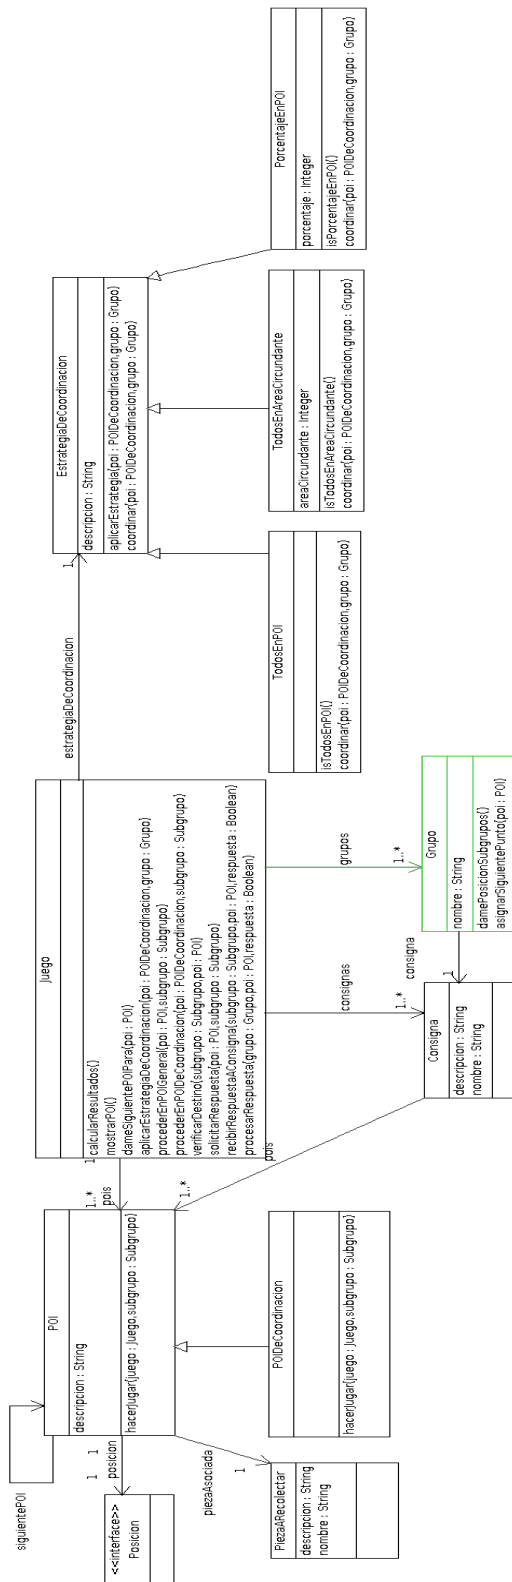 siguientePOI
POI
descripcion : String
hacerJugar(juego : Juego,subgrupo : Subgrupo)
1
1
posicion
<<interface>>
Posicion
piezaAsociada
1
PiezaARecolectar
descripcion : String
nombre : String
POIDeCoordinacion
hacerJugar(juego : Juego,subgrupo : Subgrupo)
1
1..*
pois
1..*
pois
Juego
calcularResultados()
mostrarPOI()
dameSiguientePOIPara(poi : POI)
aplicarEstrategiaDeCoordinacion(poi : POIDeCoordinacion,grupo : Grupo)
procederEnPOIGeneral(poi : POI,subgrupo : Subgrupo)
procederEnPOIDeCoordinacion(poi : POIDeCoordinacion,subgrupo : Subgrupo)
verificarDestino(subgrupo : Subgrupo,poi : POI)
solicitarRespuesta(poi : POI,subgrupo : Subgrupo)
recibirRespuestaAConsigna(subgrupo : Subgrupo,poi : POI,respuesta : Boolean)
procesarRespuesta(grupo : Grupo,poi : POI,respuesta : Boolean)
consignas
1..*
Consigna
descripcion : String
nombre : String
consigna
1
grupos
1..*
Grupo
nombre : String
damePosicionSubgrupos()
asignarSiguientePunto(poi : POI)
estrategiaDeCoordinacion
1
EstrategiaDeCoordinacion
descripcion : String
aplicarEstrategia(poi : POIDeCoordinacion,grupo : Grupo)
coordinar(poi : POIDeCoordinacion,grupo : Grupo)
TodosEnPOI
isTodosEnPOI()
coordinar(poi : POIDeCoordinacion,grupo : Grupo)
TodosEnAreaCircundante
areaCircundante : Integer
isTodosEnAreaCircundante()
coordinar(poi : POIDeCoordinacion,grupo : Grupo)
PorcentajeEnPOI
porcentaje : Integer
isPorcentajeEnPOI()
coordinar(poi : POIDeCoordinacion,grupo : Grupo)